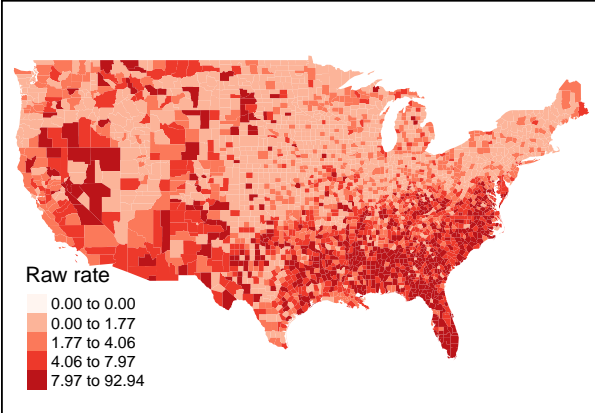 Raw rate
0.00 to 0.00
0.00 to 1.77
1.77 to 4.06
4.06 to 7.97
7.97 to 92.94